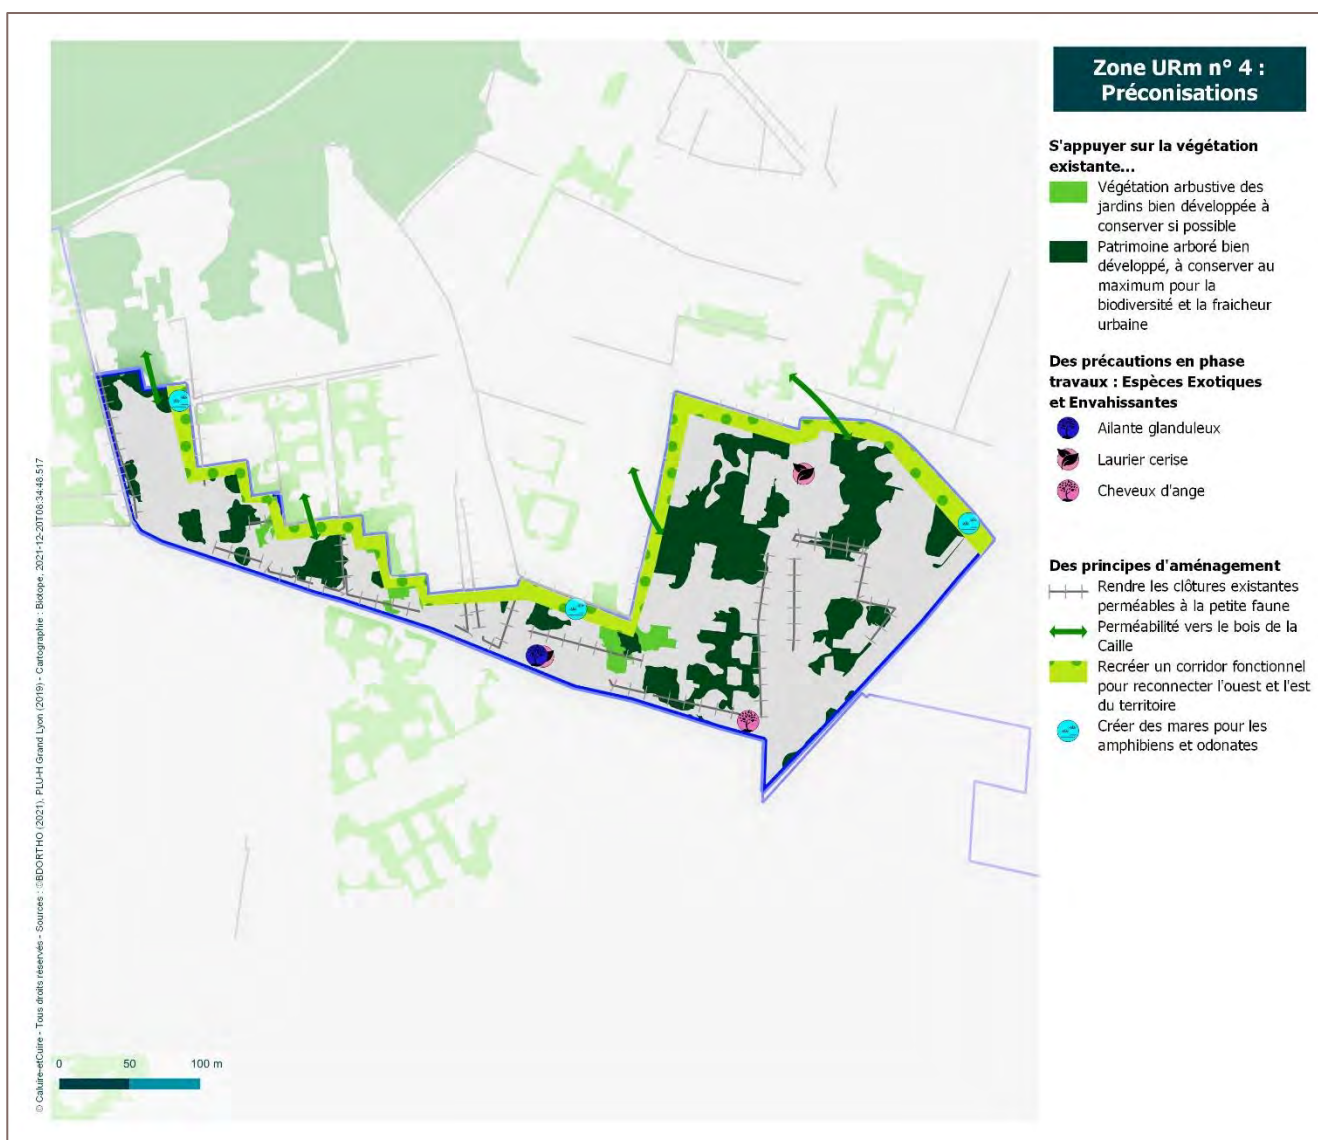 Zone URm n° 4 :
Préconisations
S'appuyer sur la végétation
existante...
Végétation arbustive des
jardins bien développée à
conserver si possible
Patrimoine arboré bien
développé, à conserver au
maximum pour la
biodiversité et la fraicheur
urbaine
Des précautions en phase
travaux : Espèces Exotiques
et Envahissantes
Ailante glanduleux
Laurier cerise
Cheveux d'ange
Des principes d'aménagement
Rendre les clôtures existantes
perméables à la petite faune
Perméabilité vers le bois de la
Caille
Recréer un corridor fonctionnel
pour reconnecter l'ouest et l'est
du territoire
Créer des mares pour les
amphibiens et odonates
0 50 100 m
© Caluire-etCuire - Tous droits réservés - Sources : ©BDORTHO (2021), PLU-H Grand Lyon (2019) - Cartographie : Biotope, 2021-12-20T08:34:48.517